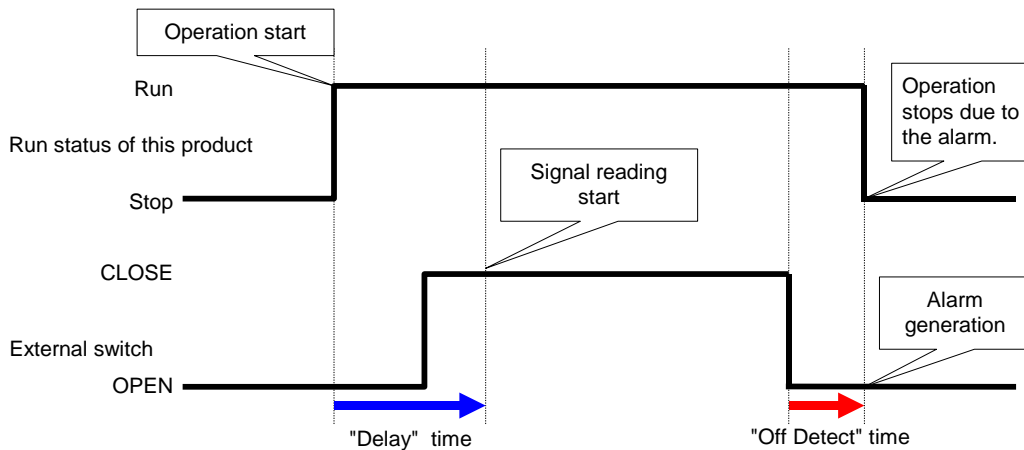 Operation start
Run
Operation
stops due to
the alarm.
Run status of this product
Signal reading
start
Stop
CLOSE
Alarm
generation
External switch
OPEN
"Delay" time
"Off Detect" time